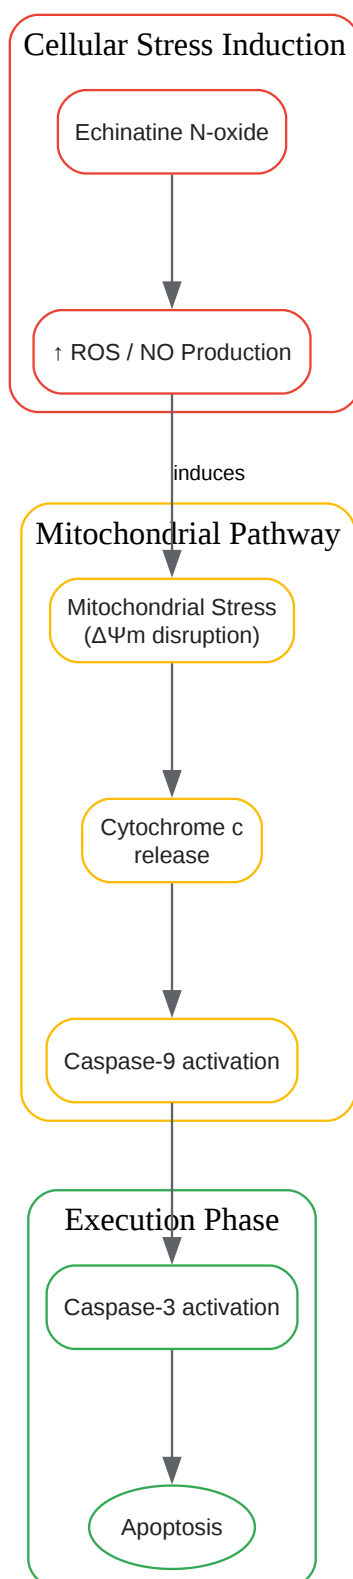 Cellular Stress Induction
Echinatine N-oxide
↑ ROS / NO Production
induces
Mitochondrial Pathway
Mitochondrial Stress
(ΔΨm disruption)
Cytochrome c
release
Caspase-9 activation
Execution Phase
Caspase-3 activation
Apoptosis